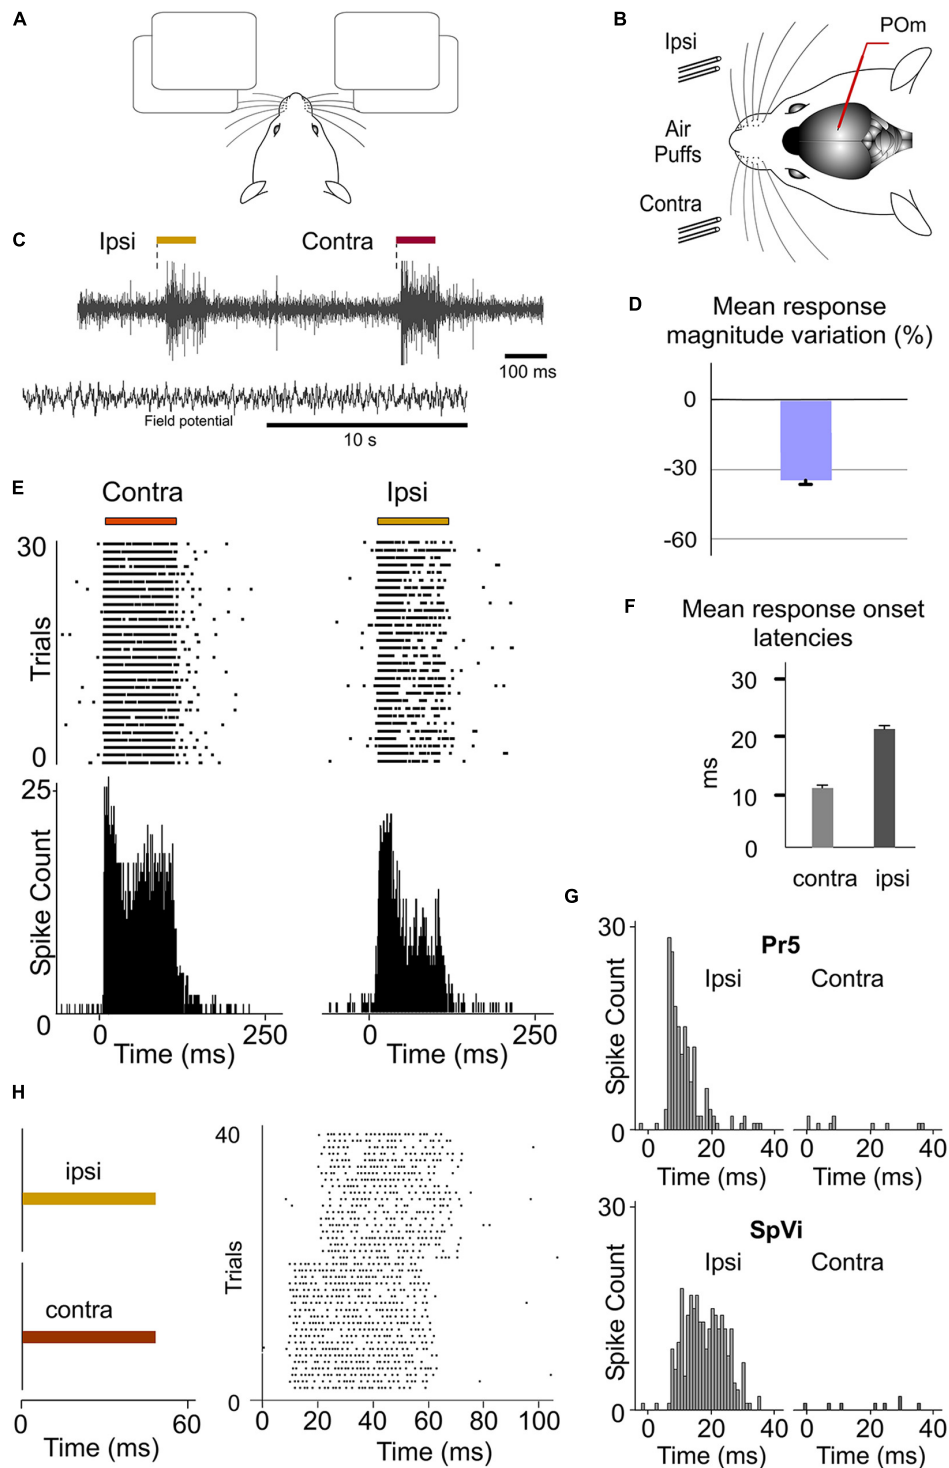 A
B
POm
Ipsi
Air
Puffs
Contra
C
Ipsi
Contra
100 ms
Field potential
10 s
D
Mean response
magnitude variation (%)
0
-30
-60
E
Contra
Ipsi
30
Trials
0
25
Spike Count
0
0
250
Time (ms)
0
250
Time (ms)
F
Mean response onset
latencies
30
20
ms
10
0
contra
ipsi
G
30
Pr5
Ipsi
Contra
Spike Count
0
0
20
40
Time (ms)
0
20
40
Time (ms)
30
SpVi
Ipsi
Contra
Spike Count
0
0
20
40
Time (ms)
0
20
40
Time (ms)
H
ipsi
contra
0
60
Time (ms)
40
Trials
0
0
20
40
60
80
100
Time (ms)